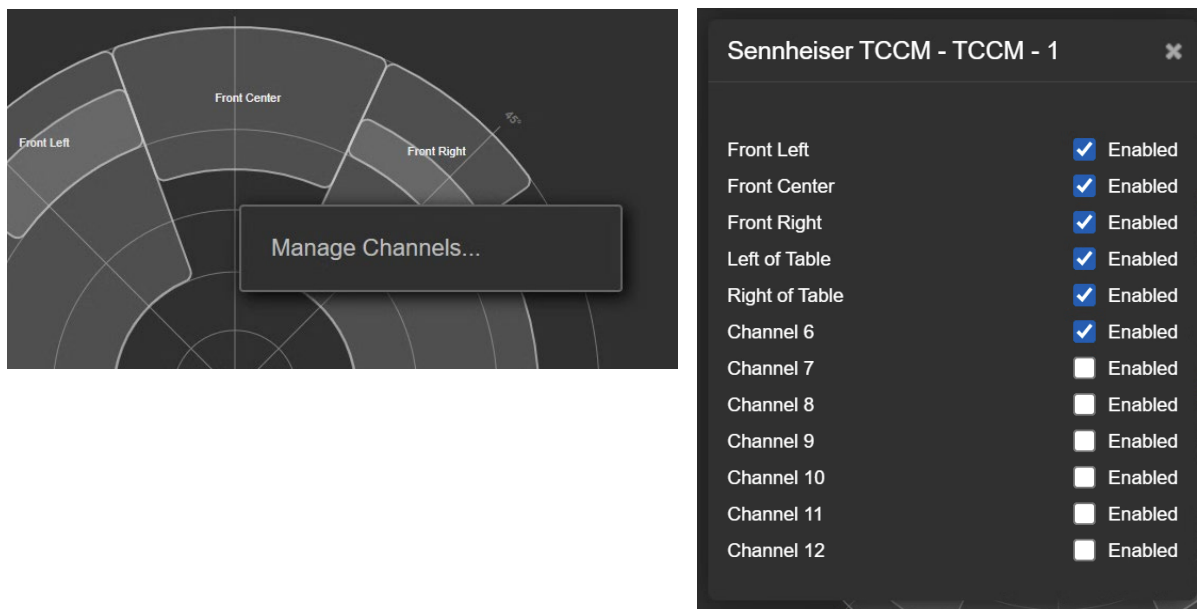 Front Center
Front Left
Front Right
45°
Manage Channels...
Sennheiser TCCM - TCCM - 1
Front Left Enabled
Front Center Enabled
Front Right Enabled
Left of Table Enabled
Right of Table Enabled
Channel 6 Enabled
Channel 7 Enabled
Channel 8 Enabled
Channel 9 Enabled
Channel 10 Enabled
Channel 11 Enabled
Channel 12 Enabled